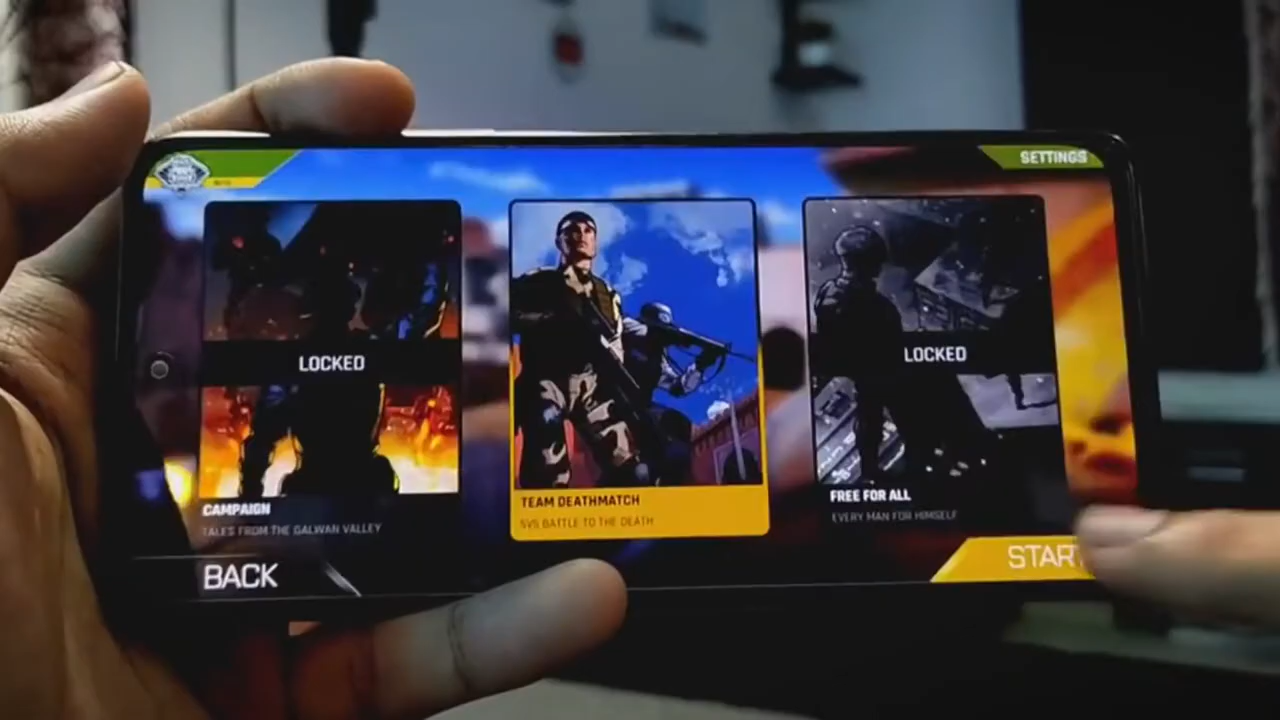 SETTINGS
LOCKED
LOCKED
CAMPAIGN
TALES FROM THE GALWAN VALLEY
TEAM DEATHMATCH
5V5 BATTLE TO THE DEATH
FREE FOR ALL
EVERY MAN FOR HIMSELF
BACK
START